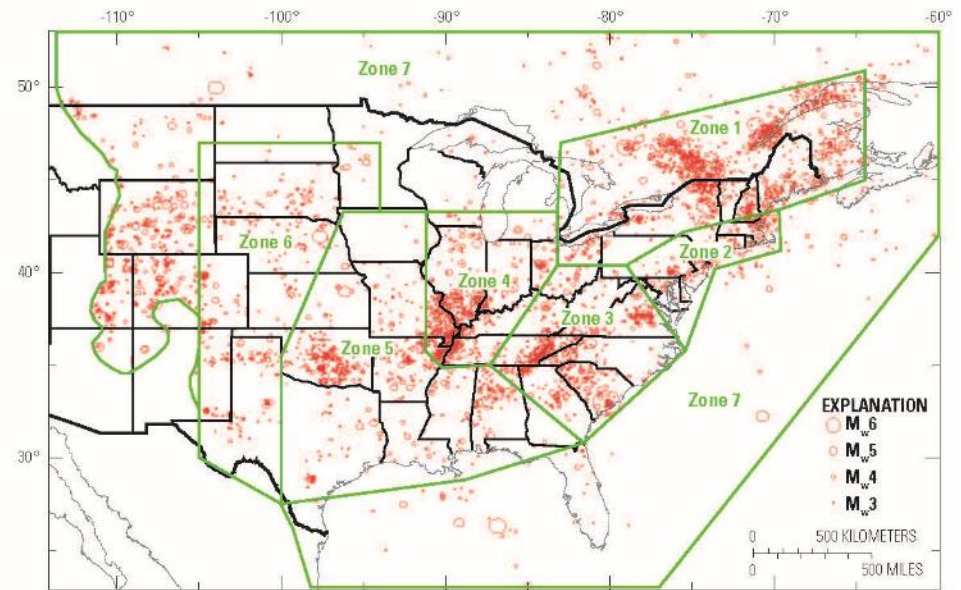 -110° -100° -90° -80° -70° -60°
Zone 7
50°
Zone 1
Zone 2
Zone 6
40°
Zone 4
Zone 3
Zone 5
Zone 7
EXPLANATION
Mw6
Mw5
30°
Mw4
Mw3
0 500 KILOMETERS
0 500 MILES